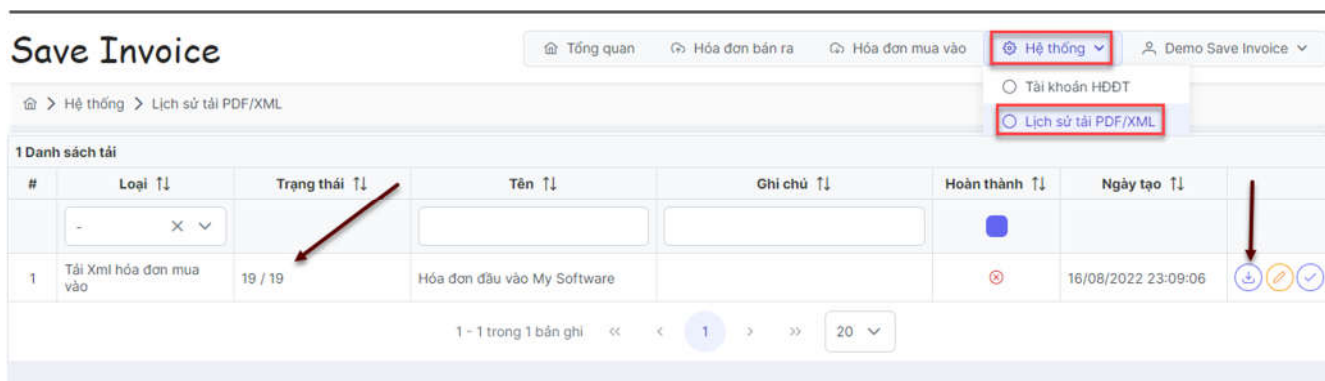 Save Invoice
Tổng quan
Hóa đơn bán ra
Hóa đơn mua vào
Hệ thống
Demo Save Invoice
Tài khoản HĐĐT
Lịch sử tải PDF/XML
Hệ thống
Lịch sử tải PDF/XML
1 Danh sách tải
# Loại Trạng thái Tên Ghi chú Hoàn thành Ngày tạo
-
1 Tải Xml hóa đơn mua vào 19 / 19 Hóa đơn đầu vào My Software 16/08/2022 23:09:06
1 - 1 trong 1 bản ghi << < 1 > >> 20